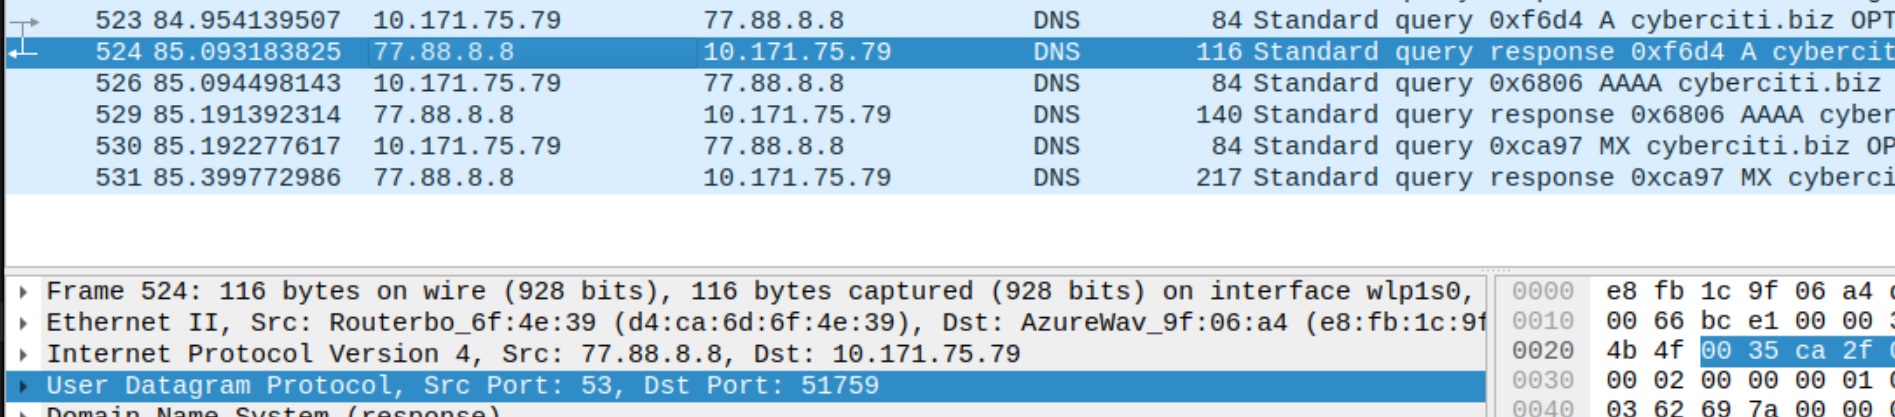 523 84.954139507 10.171.75.79 77.88.8.8 DNS 84 Standard query 0xf6d4 A cyberciti.biz OPT
524 85.093183825 77.88.8.8 10.171.75.79 DNS 116 Standard query response 0xf6d4 A cybercit
526 85.094498143 10.171.75.79 77.88.8.8 DNS 84 Standard query 0x6806 AAAA cyberciti.biz
529 85.191392314 77.88.8.8 10.171.75.79 DNS 140 Standard query response 0x6806 AAAA cyber
530 85.192277617 10.171.75.79 77.88.8.8 DNS 84 Standard query 0xca97 MX cyberciti.biz OP
531 85.399772986 77.88.8.8 10.171.75.79 DNS 217 Standard query response 0xca97 MX cyberci
Frame 524: 116 bytes on wire (928 bits), 116 bytes captured (928 bits) on interface wlp1s0,
Ethernet II, Src: Routerbo_6f:4e:39 (d4:ca:6d:6f:4e:39), Dst: AzureWav_9f:06:a4 (e8:fb:1c:9f
Internet Protocol Version 4, Src: 77.88.8.8, Dst: 10.171.75.79
User Datagram Protocol, Src Port: 53, Dst Port: 51759
Domain Name System (response)
0000 e8 fb 1c 9f 06 a4
0010 00 66 bc e1 00 00 3
0020 4b 4f 00 35 ca 2f
0030 00 02 00 00 00 01
0040 03 62 69 7a 00 00